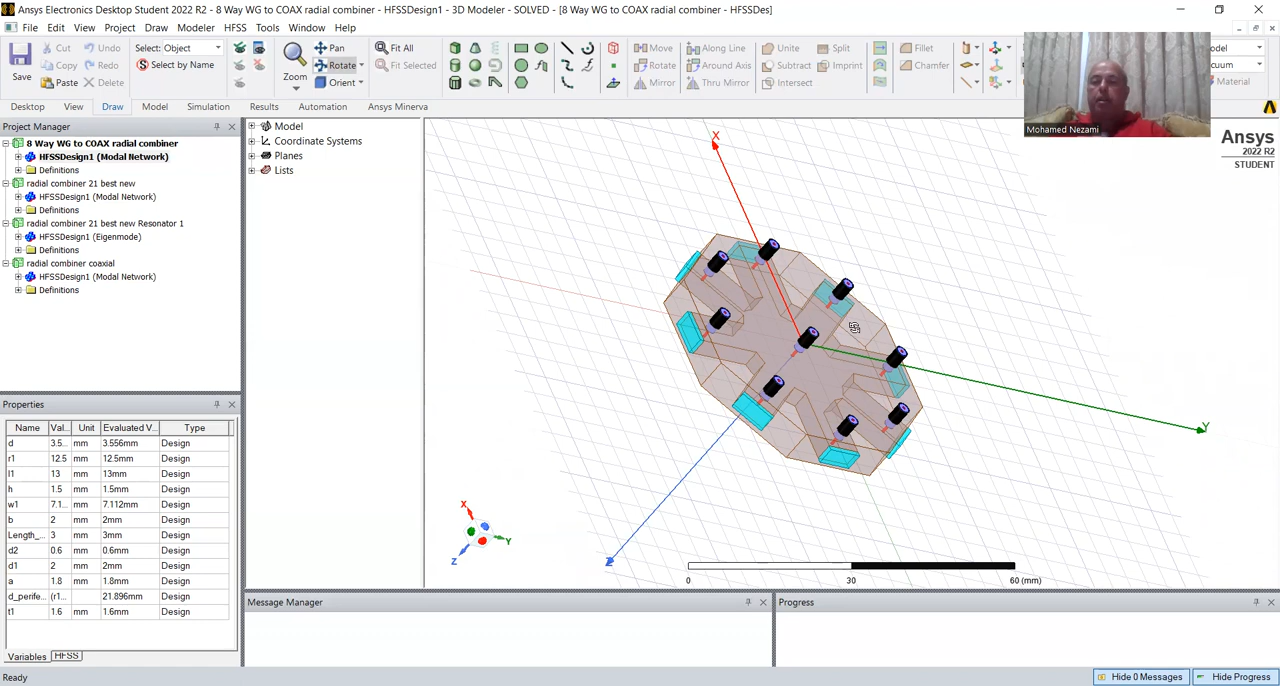 Ansys Electronics Desktop Student 2022 R2 - 8 Way WG to COAX radial combiner - HFSSDesign1 - 3D Modeler - SOLVED - [8 Way WG to COAX radial combiner - HFSSDes]
File Edit View Project Draw Modeler HFSS Tools Window Help
Save
Cut Undo
Copy Redo
Paste Delete
Select: Object
Select by Name
Zoom
Pan
Rotate
Orient
Fit All
Fit Selected
Move Along Line
Rotate Around Axis
Mirror Thru Mirror
Unite Split
Subtract Imprint
Intersect
Fillet
Chamfer
Material
Desktop View Draw Model Simulation Results Automation Ansys Minerva
Mohamed Nezami
Ansys
2022 R2
STUDENT
Project Manager
8 Way WG to COAX radial combiner
HFSSDesign1 (Modal Network)
Definitions
radial combiner 21 best new
HFSSDesign1 (Modal Network)
Definitions
radial combiner 21 best new Resonator 1
HFSSDesign1 (Eigenmode)
Definitions
radial combiner coaxial
HFSSDesign1 (Modal Network)
Definitions
Model
Coordinate Systems
Planes
Lists
Properties
Name Val... Unit Evaluated V... Type
d 3.5... mm 3.556mm Design
r1 12.5 mm 12.5mm Design
l1 13 mm 13mm Design
h 1.5 mm 1.5mm Design
w1 7.1... mm 7.112mm Design
b 2 mm 2mm Design
Length_... 3 mm 3mm Design
d2 0.6 mm 0.6mm Design
d1 2 mm 2mm Design
a 1.8 mm 1.8mm Design
d_perife... (r1... 21.896mm Design
t1 1.6 mm 1.6mm Design
Variables HFSS
X
Y
Z
X
Y
Z
0 30 60 (mm)
Message Manager
Progress
Ready
Hide 0 Messages Hide Progress